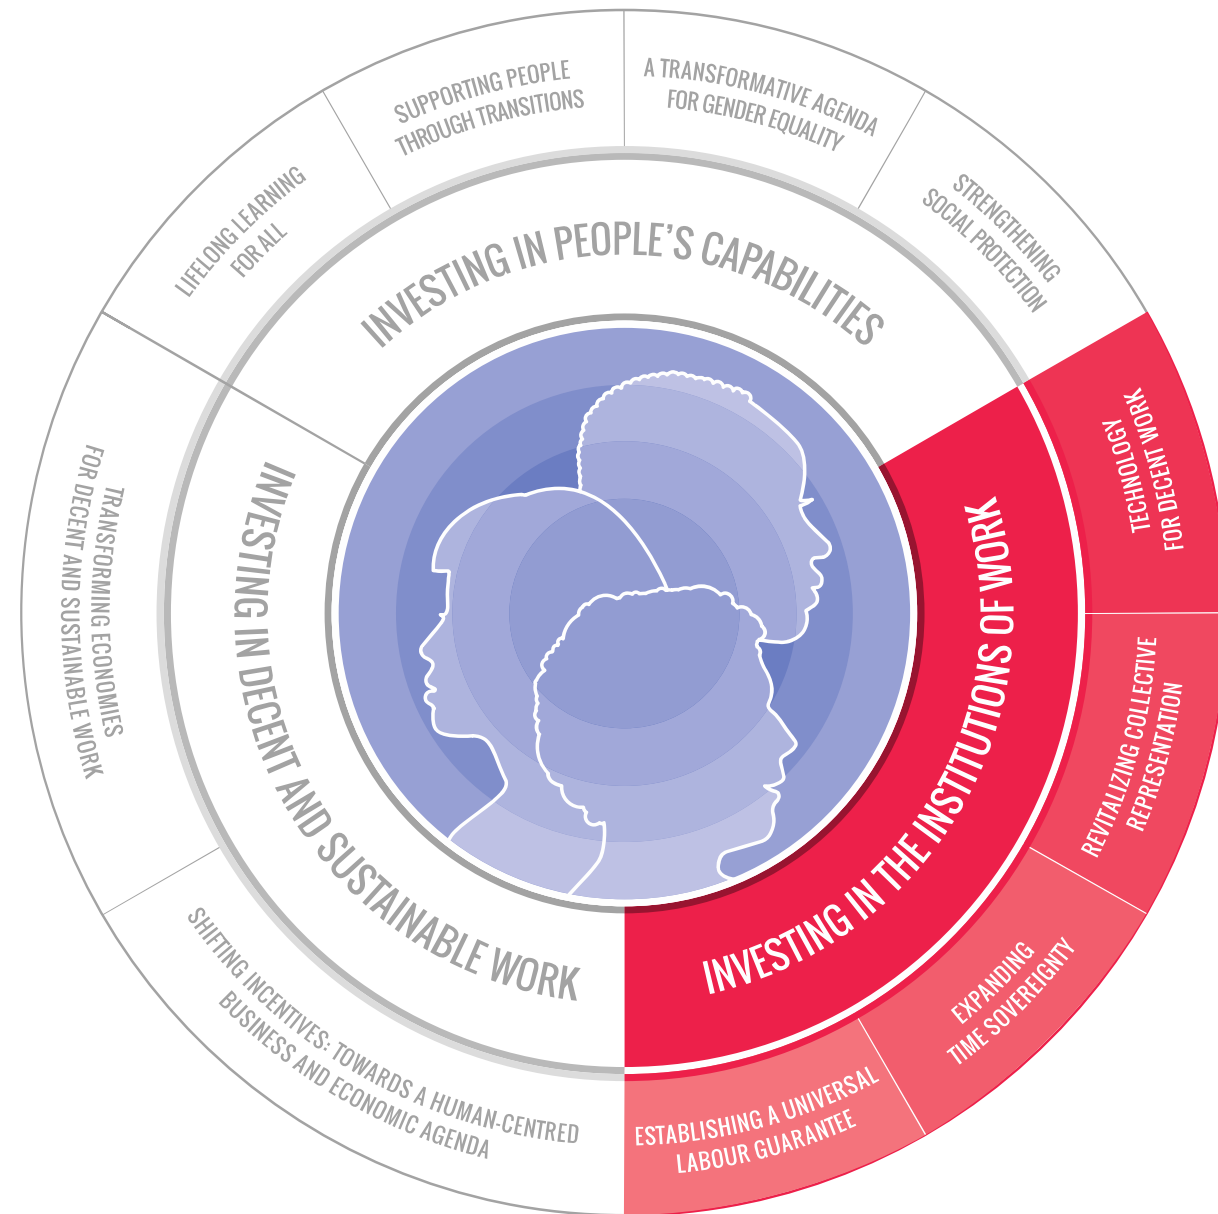 SUPPORTING PEOPLE
THROUGH TRANSITIONS
A TRANSFORMATIVE AGENDA
FOR GENDER EQUALITY
LIFELONG LEARNING
FOR ALL
STRENGTHENING
SOCIAL PROTECTION
INVESTING IN PEOPLE’S CAPABILITIES
TECHNOLOGY
FOR DECENT WORK
REVITALIZING COLLECTIVE
REPRESENTATION
EXPANDING
TIME SOVEREIGNTY
ESTABLISHING A UNIVERSAL
LABOUR GUARANTEE
INVESTING IN THE INSTITUTIONS OF WORK
TRANSFORMING ECONOMIES
FOR DECENT AND SUSTAINABLE WORK
SHIFTING INCENTIVES: TOWARDS A HUMAN-CENTRED
BUSINESS AND ECONOMIC AGENDA
INVESTING IN DECENT AND SUSTAINABLE WORK